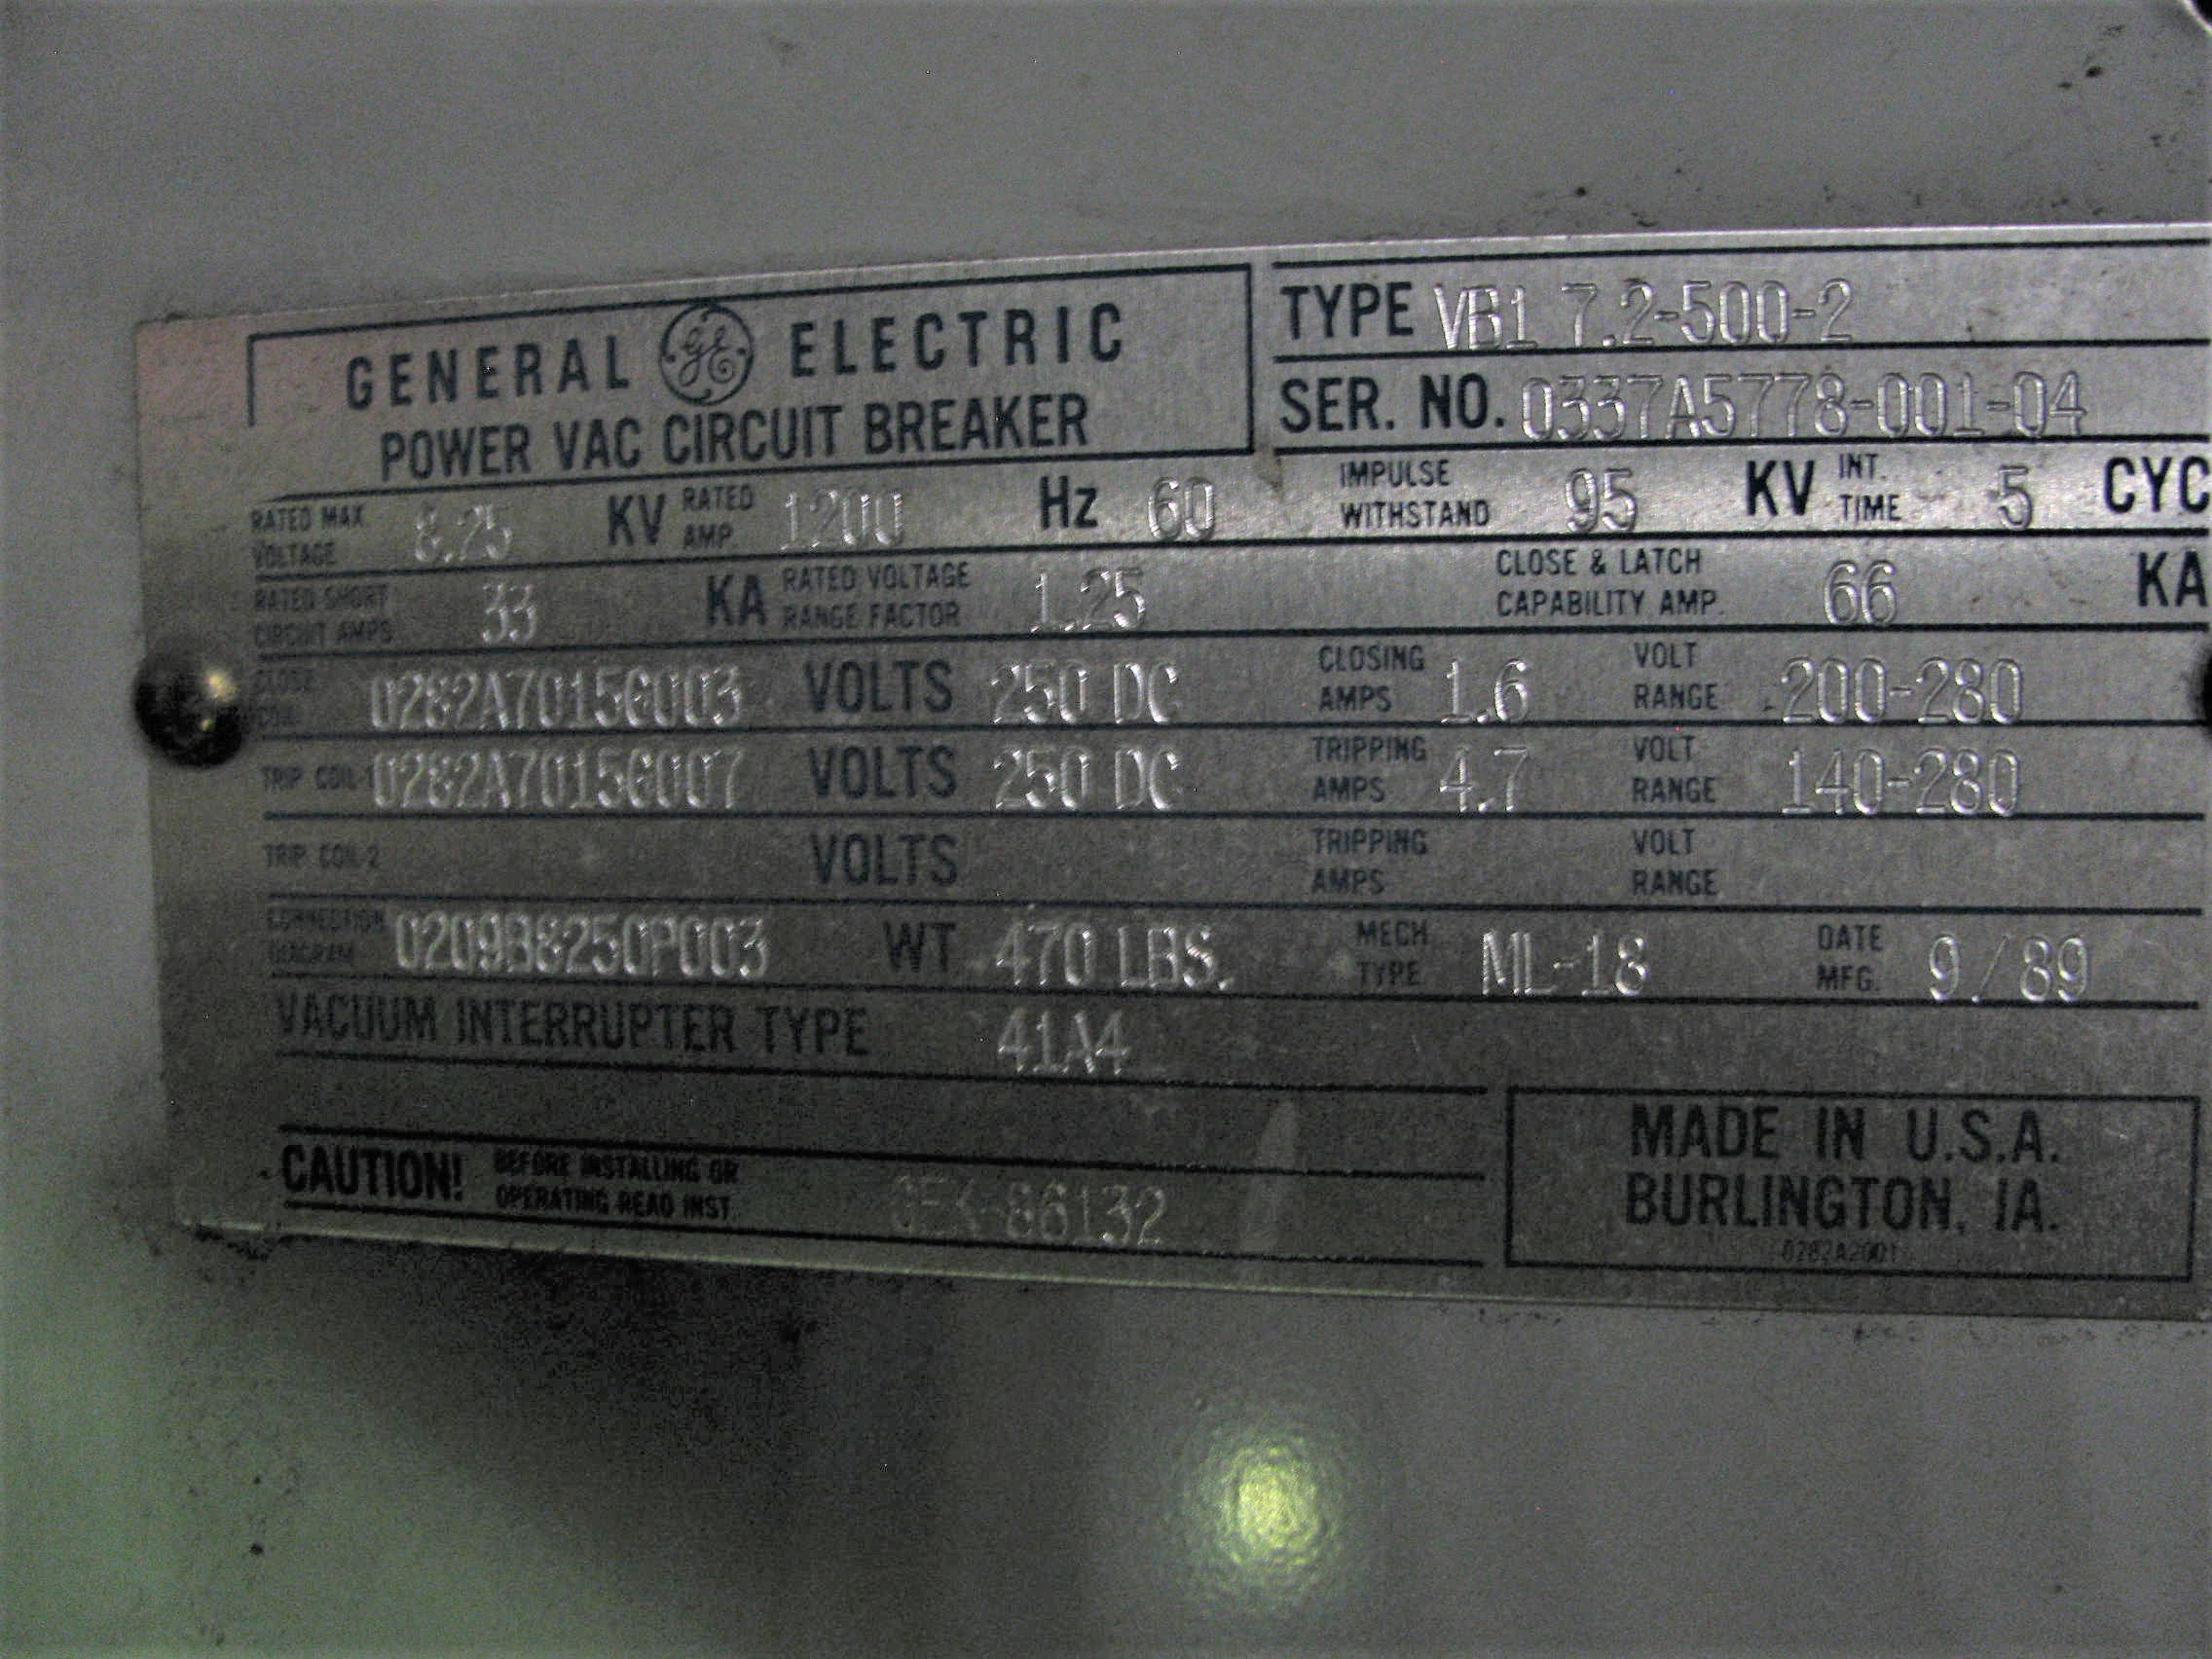 GENERAL GE ELECTRIC
POWER VAC CIRCUIT BREAKER
TYPE VB1 7.2-500-2
SER. NO. 0337A5778-001-04
RATED MAX VOLTAGE 8.25 KV RATED AMP 1200 Hz 60 IMPULSE WITHSTAND 95 KV INT. TIME 5 CYC
RATED SHORT CIRCUIT AMPS 33 KA RATED VOLTAGE RANGE FACTOR 1.25 CLOSE & LATCH CAPABILITY AMP. 66 KA
CLOSE COIL 0282A7015G003 VOLTS 250 DC CLOSING AMPS 1.6 VOLT RANGE 200-280
TRIP COIL-1 0282A7015G007 VOLTS 250 DC TRIPPING AMPS 4.7 VOLT RANGE 140-280
TRIP COIL-2 VOLTS TRIPPING AMPS VOLT RANGE
CONNECTION DIAGRAM 0209B8250P003 WT. 470 LBS. MECH TYPE ML-18 DATE MFG. 9/89
VACUUM INTERRUPTER TYPE 41A4
CAUTION! BEFORE INSTALLING OR OPERATING READ INST. GEK-86132
MADE IN U.S.A.
BURLINGTON, IA.
0282A2001